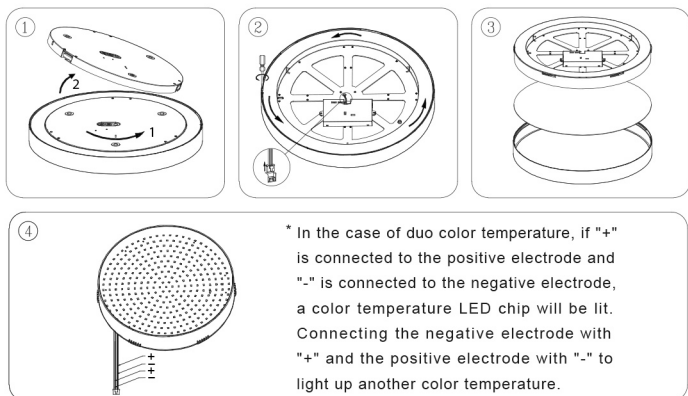 ①
②
③
2
1
④
+
−
+
−
* In the case of duo color temperature, if "+"
is connected to the positive electrode and
"-" is connected to the negative electrode,
a color temperature LED chip will be lit.
Connecting the negative electrode with
"+" and the positive electrode with "-" to
light up another color temperature.